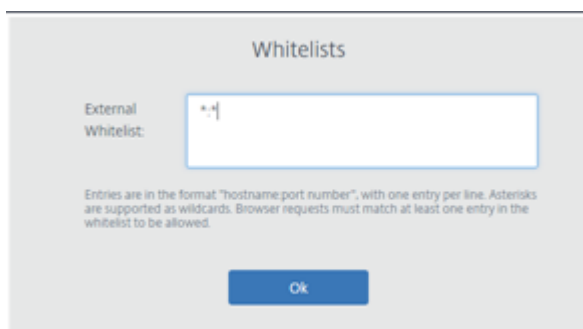 Whitelists
External
Whitelist:
*:*
Entries are in the format "hostname:port number", with one entry per line. Asterisks
are supported as wildcards. Browser requests must match at least one entry in the
whitelist to be allowed.
Ok